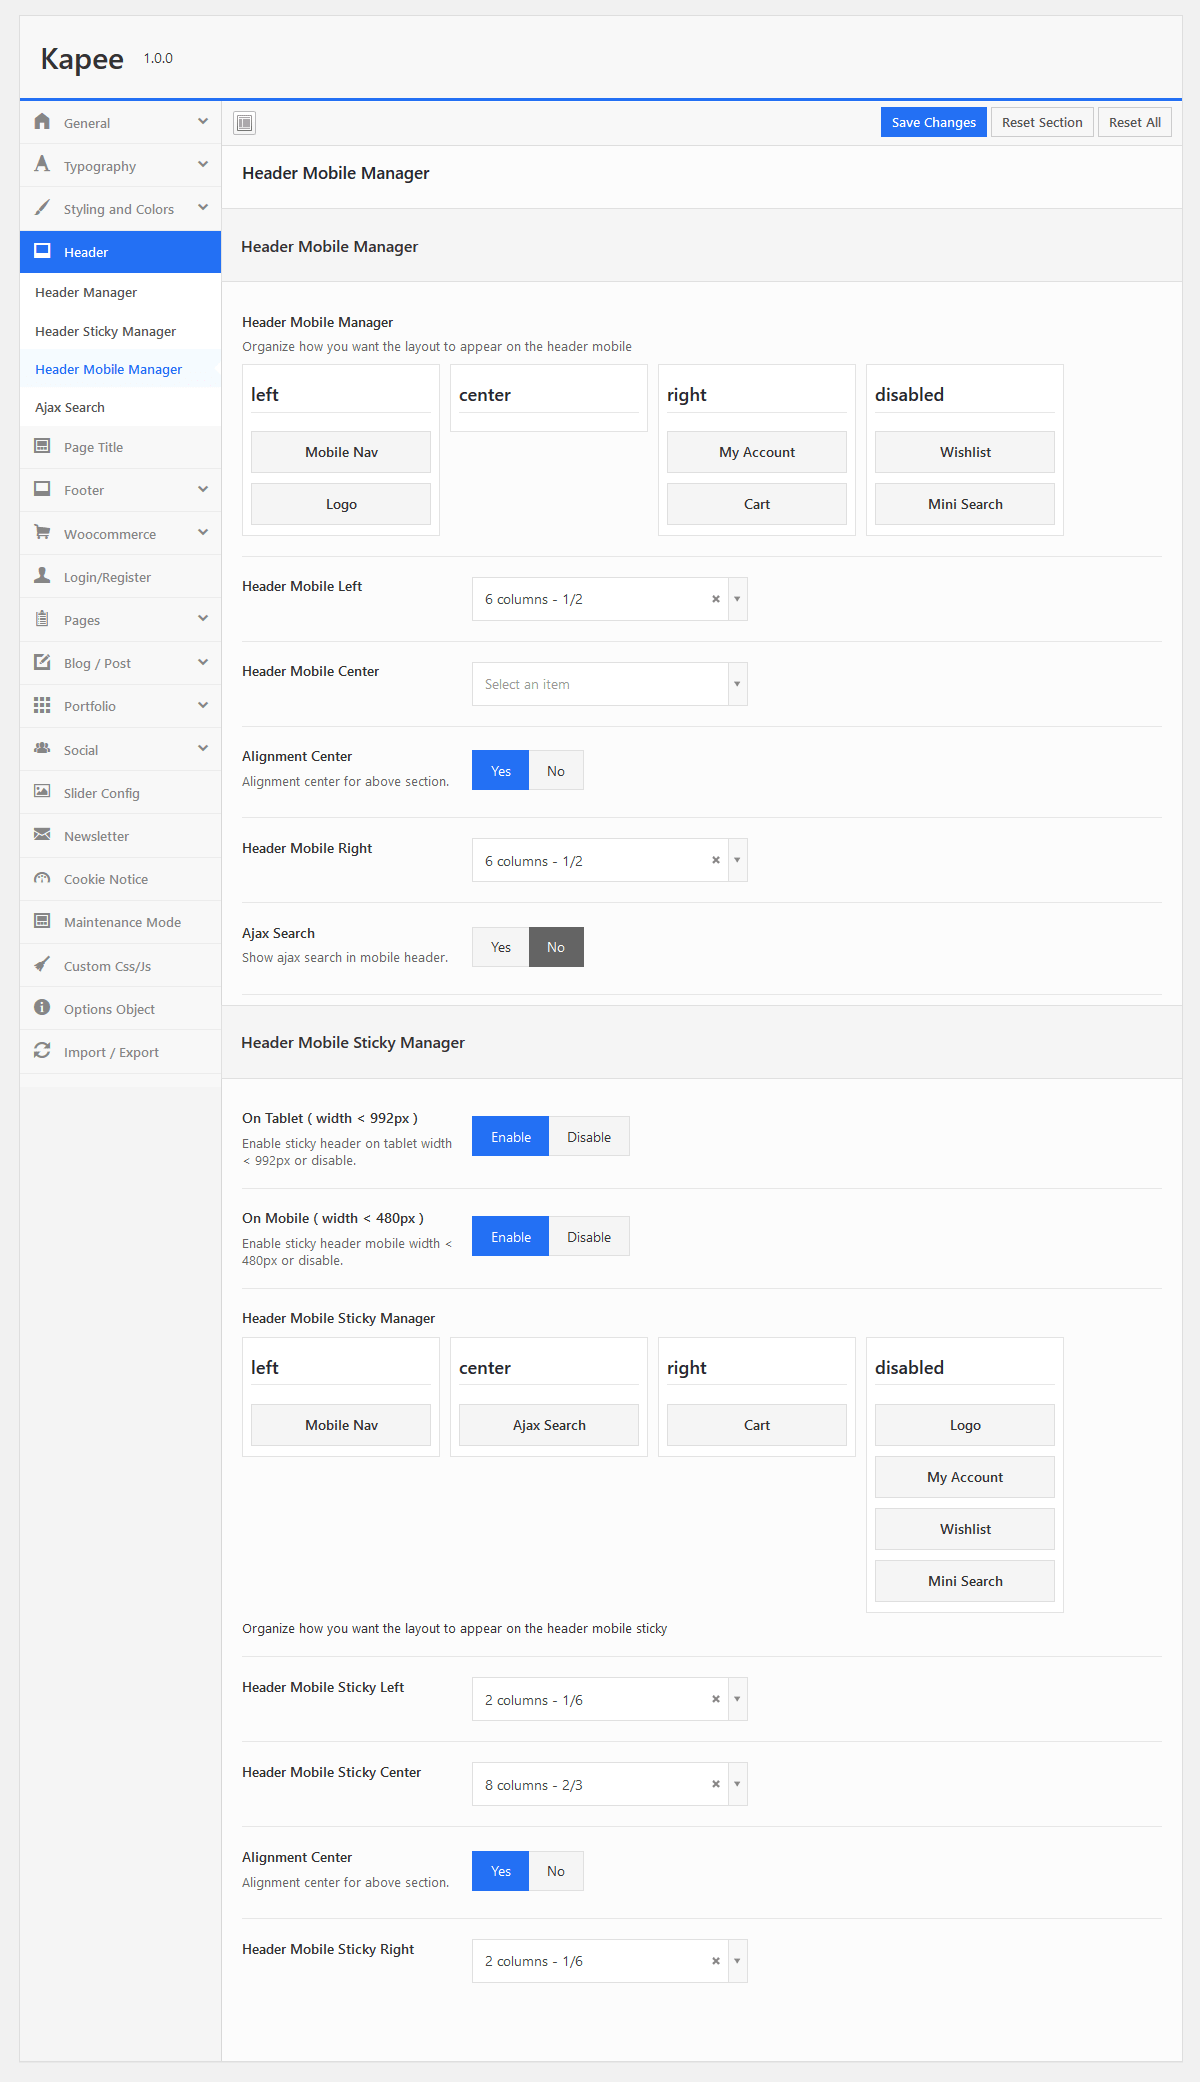 Kapee 1.0.0
General
Typography
Styling and Colors
Header
Header Manager
Header Sticky Manager
Header Mobile Manager
Ajax Search
Page Title
Footer
Woocommerce
Login/Register
Pages
Blog / Post
Portfolio
Social
Slider Config
Newsletter
Cookie Notice
Maintenance Mode
Custom Css/Js
Options Object
Import / Export
Save Changes Reset Section Reset All
Header Mobile Manager
Header Mobile Manager
Header Mobile Manager
Organize how you want the layout to appear on the header mobile
left center right disabled
Mobile Nav My Account Wishlist
Logo Cart Mini Search
Header Mobile Left 6 columns - 1/2
Header Mobile Center Select an item
Alignment Center Yes No
Alignment center for above section.
Header Mobile Right 6 columns - 1/2
Ajax Search Yes No
Show ajax search in mobile header.
Header Mobile Sticky Manager
On Tablet ( width < 992px ) Enable Disable
Enable sticky header on tablet width
< 992px or disable.
On Mobile ( width < 480px ) Enable Disable
Enable sticky header mobile width <
480px or disable.
Header Mobile Sticky Manager
left center right disabled
Mobile Nav Ajax Search Cart Logo
My Account
Wishlist
Mini Search
Organize how you want the layout to appear on the header mobile sticky
Header Mobile Sticky Left 2 columns - 1/6
Header Mobile Sticky Center 8 columns - 2/3
Alignment Center Yes No
Alignment center for above section.
Header Mobile Sticky Right 2 columns - 1/6